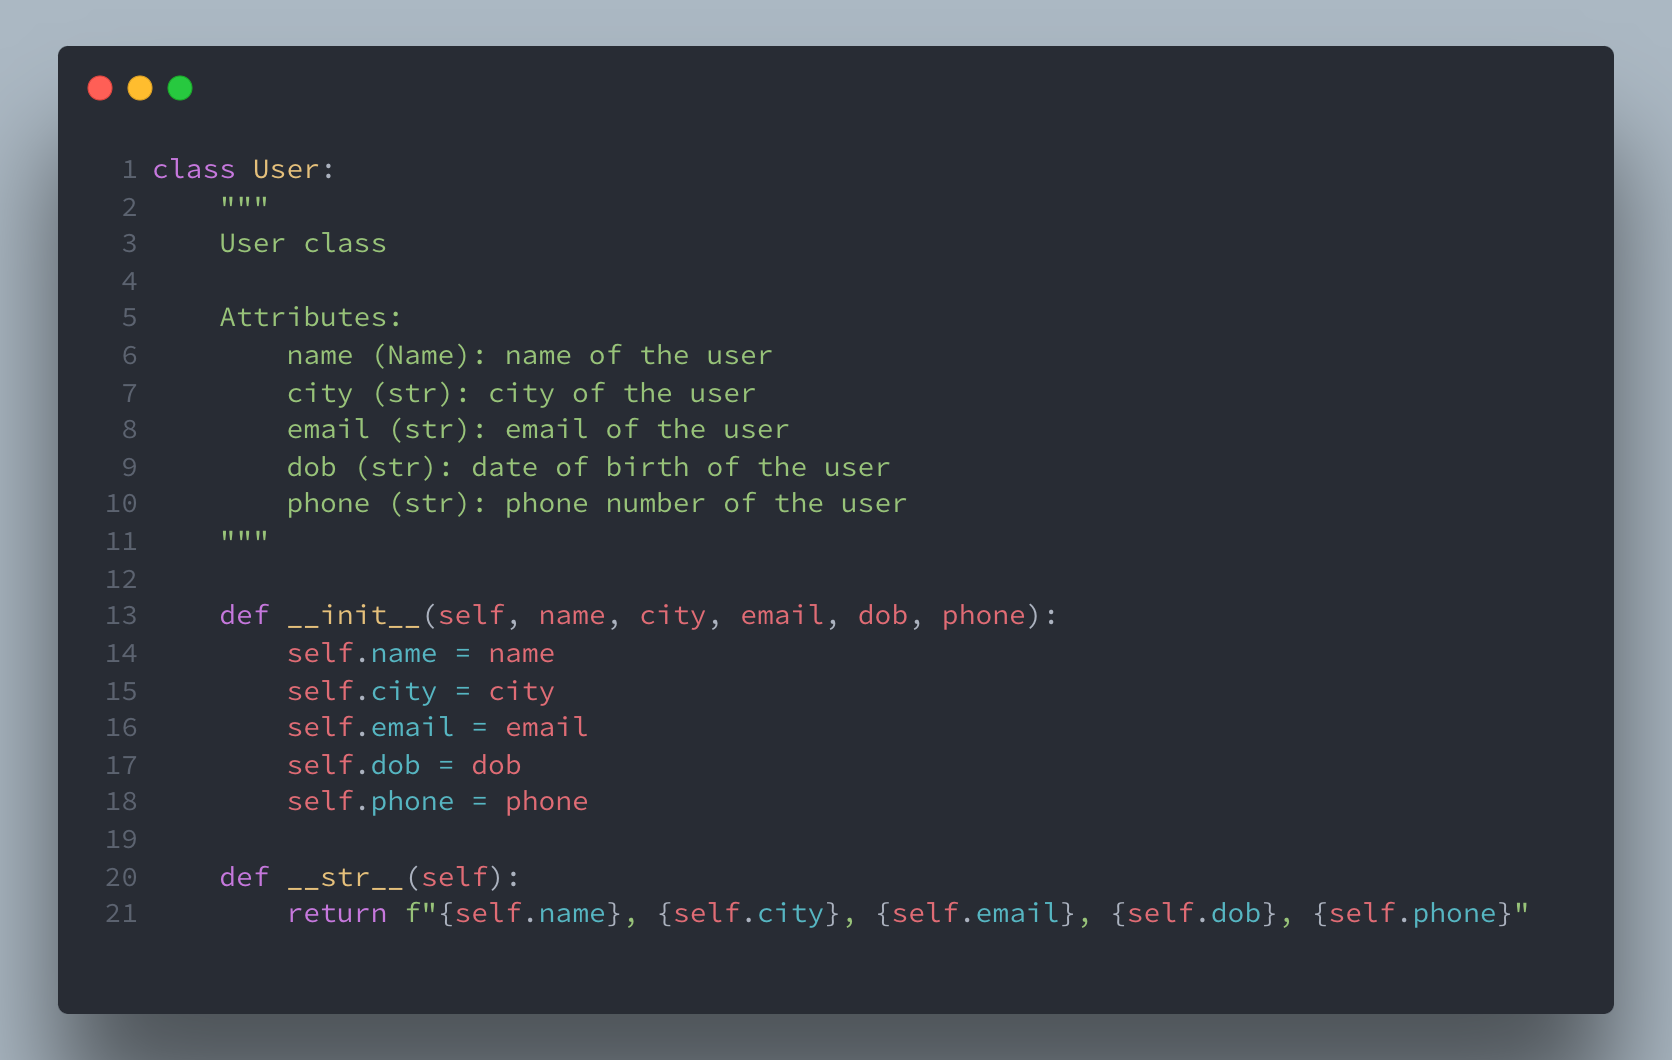 1 class User:
2     """
3     User class
4
5     Attributes:
6         name (Name): name of the user
7         city (str): city of the user
8         email (str): email of the user
9         dob (str): date of birth of the user
10         phone (str): phone number of the user
11     """
12
13     def __init__(self, name, city, email, dob, phone):
14         self.name = name
15         self.city = city
16         self.email = email
17         self.dob = dob
18         self.phone = phone
19
20     def __str__(self):
21         return f"{self.name}, {self.city}, {self.email}, {self.dob}, {self.phone}"